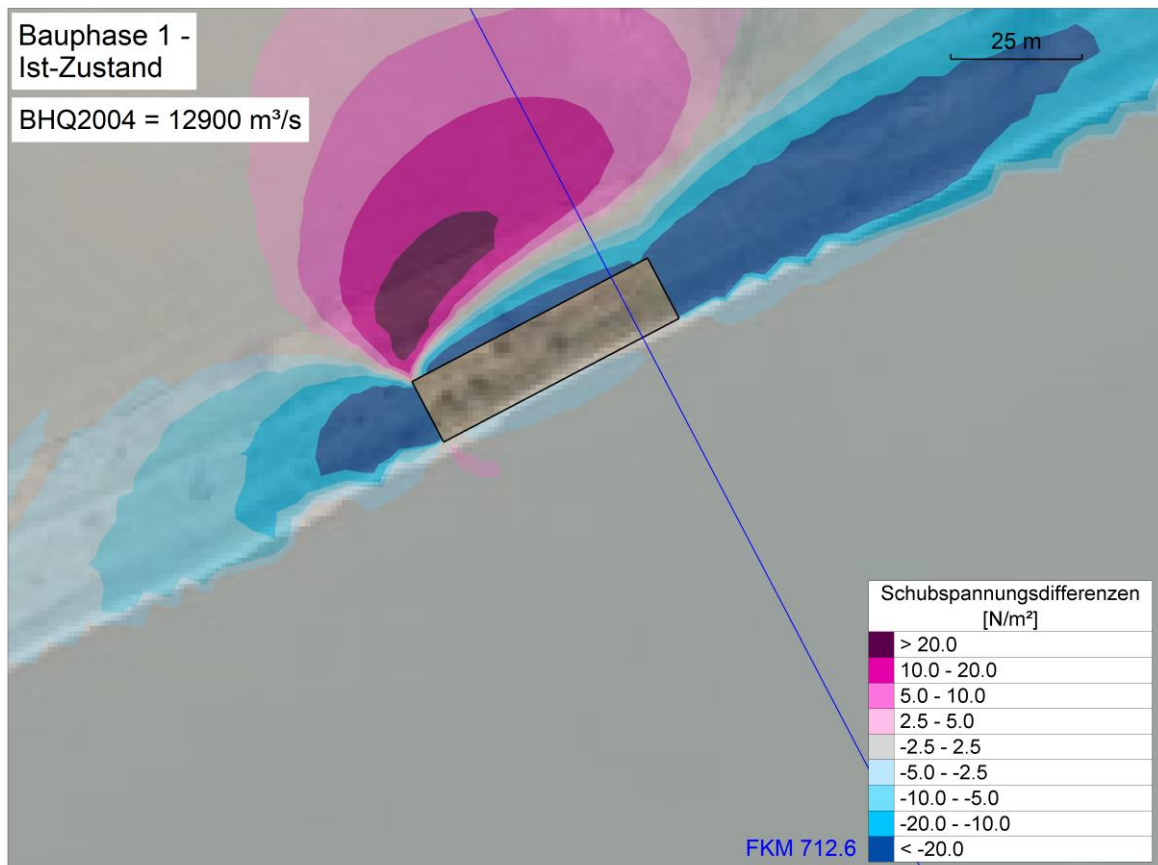 Bauphase 1 -
Ist-Zustand
BHQ2004 = 12900 m³/s
25 m
Schubspannungsdifferenzen
[N/m²]
> 20.0
10.0 - 20.0
5.0 - 10.0
2.5 - 5.0
-2.5 - 2.5
-5.0 - -2.5
-10.0 - -5.0
-20.0 - -10.0
< -20.0
FKM 712.6